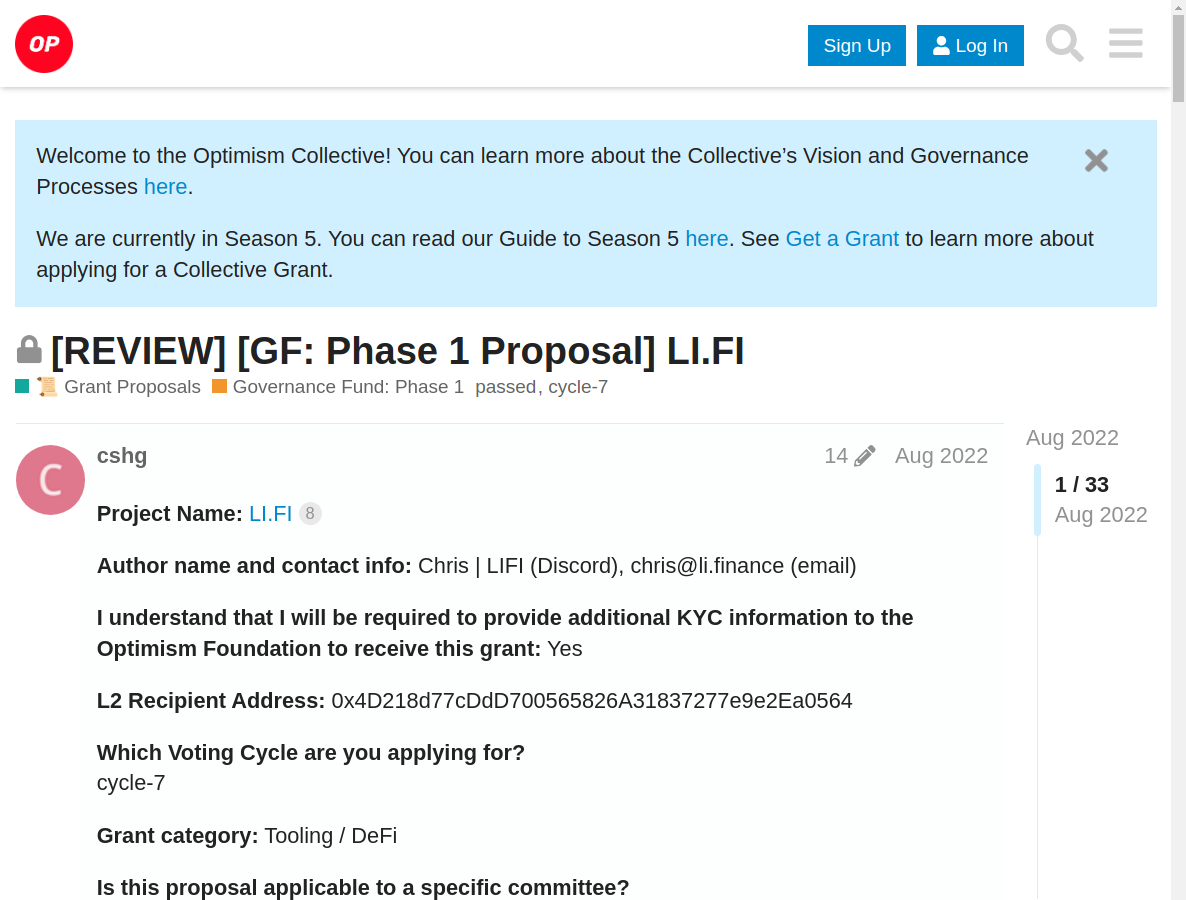 OP
Sign Up
Log In
Welcome to the Optimism Collective! You can learn more about the Collective’s Vision and Governance
Processes here.
We are currently in Season 5. You can read our Guide to Season 5 here. See Get a Grant to learn more about
applying for a Collective Grant.
[REVIEW] [GF: Phase 1 Proposal] LI.FI
📜 Grant Proposals Governance Fund: Phase 1 passed, cycle-7
Aug 2022
C
cshg
14
Aug 2022
1 / 33
Aug 2022
Project Name: LI.FI 8
Author name and contact info: Chris | LIFI (Discord), chris@li.finance (email)
I understand that I will be required to provide additional KYC information to the
Optimism Foundation to receive this grant: Yes
L2 Recipient Address: 0x4D218d77cDdD700565826A31837277e9e2Ea0564
Which Voting Cycle are you applying for?
cycle-7
Grant category: Tooling / DeFi
Is this proposal applicable to a specific committee?